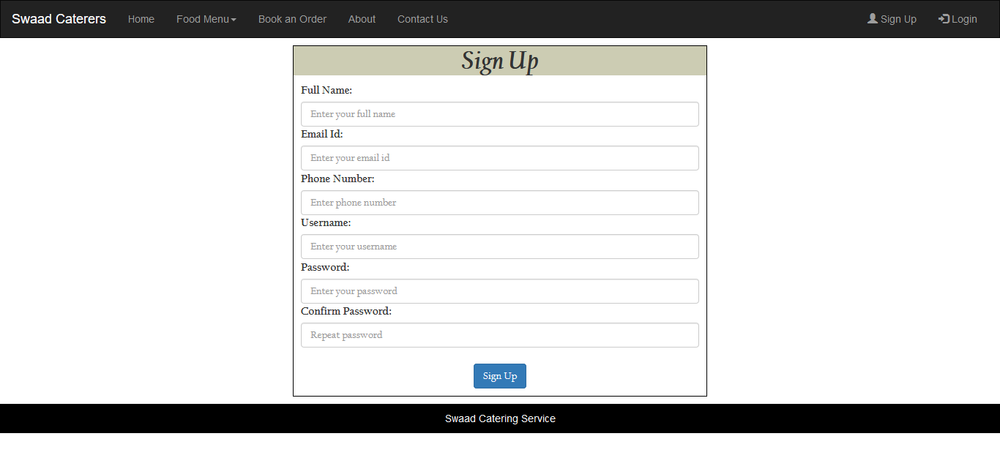 Swaad Caterers Home Food Menu Book an Order About Contact Us Sign Up Login
Sign Up
Full Name:
Enter your full name
Email Id:
Enter your email id
Phone Number:
Enter phone number
Username:
Enter your username
Password:
Enter your password
Confirm Password:
Repeat password
Sign Up
Swaad Catering Service